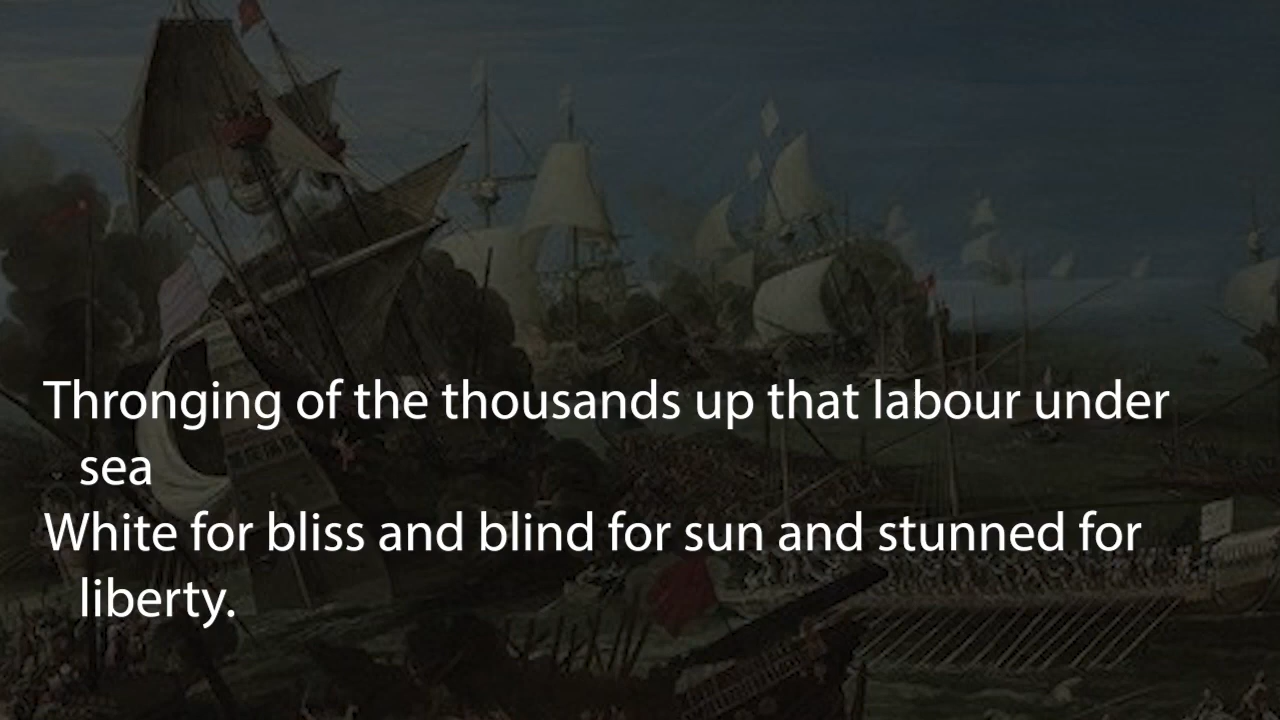 Thronging of the thousands up that labour under
sea
White for bliss and blind for sun and stunned for
liberty.